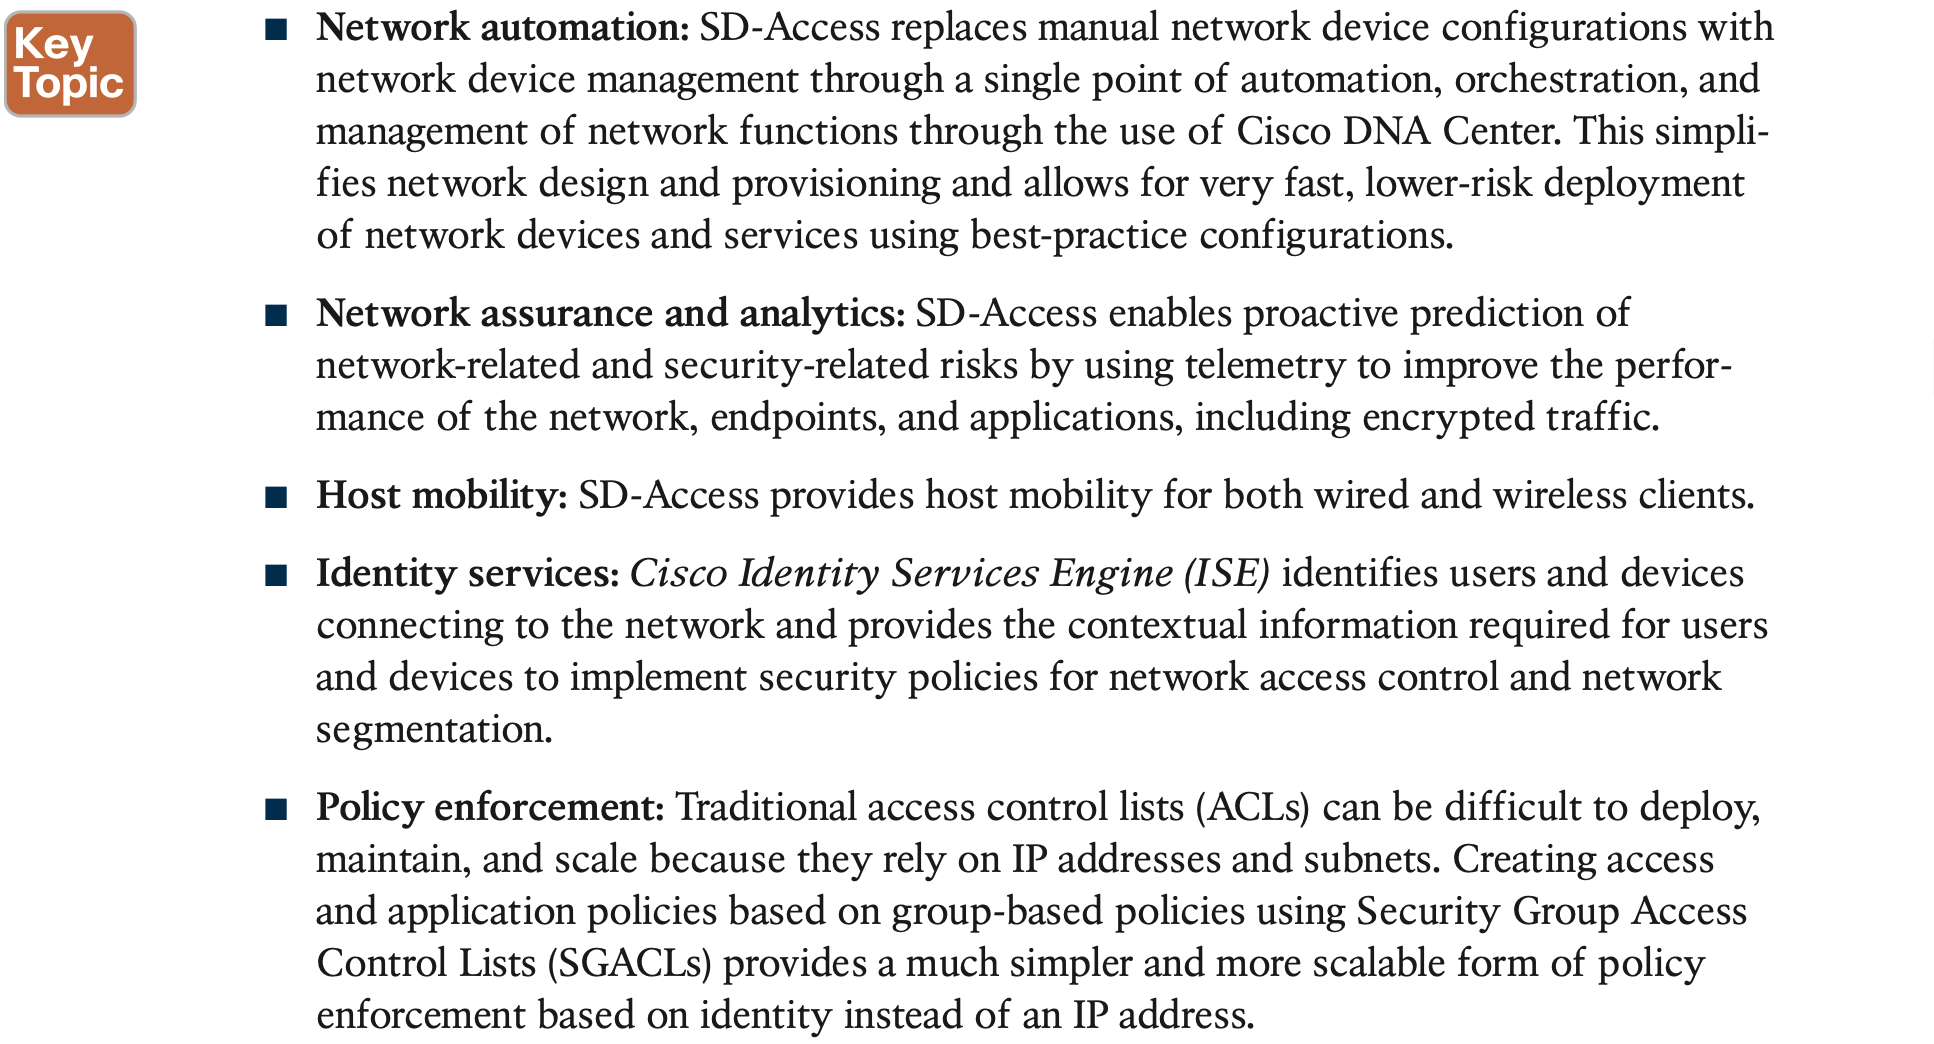 Key
Topic
■ Network automation: SD-Access replaces manual network device configurations with
network device management through a single point of automation, orchestration, and
management of network functions through the use of Cisco DNA Center. This simpli-
fies network design and provisioning and allows for very fast, lower-risk deployment
of network devices and services using best-practice configurations.
■ Network assurance and analytics: SD-Access enables proactive prediction of
network-related and security-related risks by using telemetry to improve the perfor-
mance of the network, endpoints, and applications, including encrypted traffic.
■ Host mobility: SD-Access provides host mobility for both wired and wireless clients.
■ Identity services: Cisco Identity Services Engine (ISE) identifies users and devices
connecting to the network and provides the contextual information required for users
and devices to implement security policies for network access control and network
segmentation.
■ Policy enforcement: Traditional access control lists (ACLs) can be difficult to deploy,
maintain, and scale because they rely on IP addresses and subnets. Creating access
and application policies based on group-based policies using Security Group Access
Control Lists (SGACLs) provides a much simpler and more scalable form of policy
enforcement based on identity instead of an IP address.